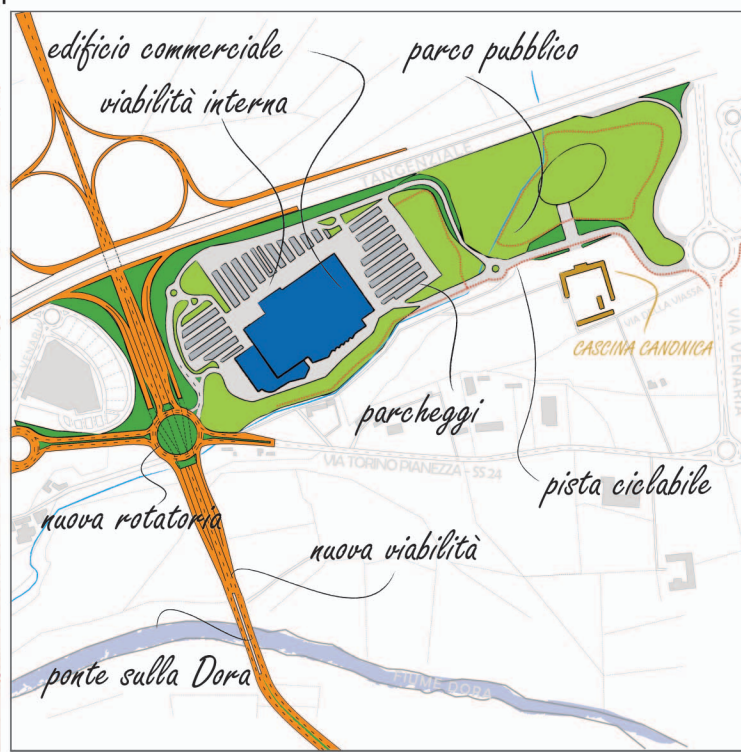 edificio commerciale
parco pubblico
viabilità interna
TANGENZIALE
CASCINA CANONICA
VIA DELLA VIASSA
VIA VENARIA
parcheggi
VIA TORINO PIANEZZA - SS 24
pista ciclabile
nuova rotatoria
nuova viabilità
ponte sulla Dora
FIUME DORA